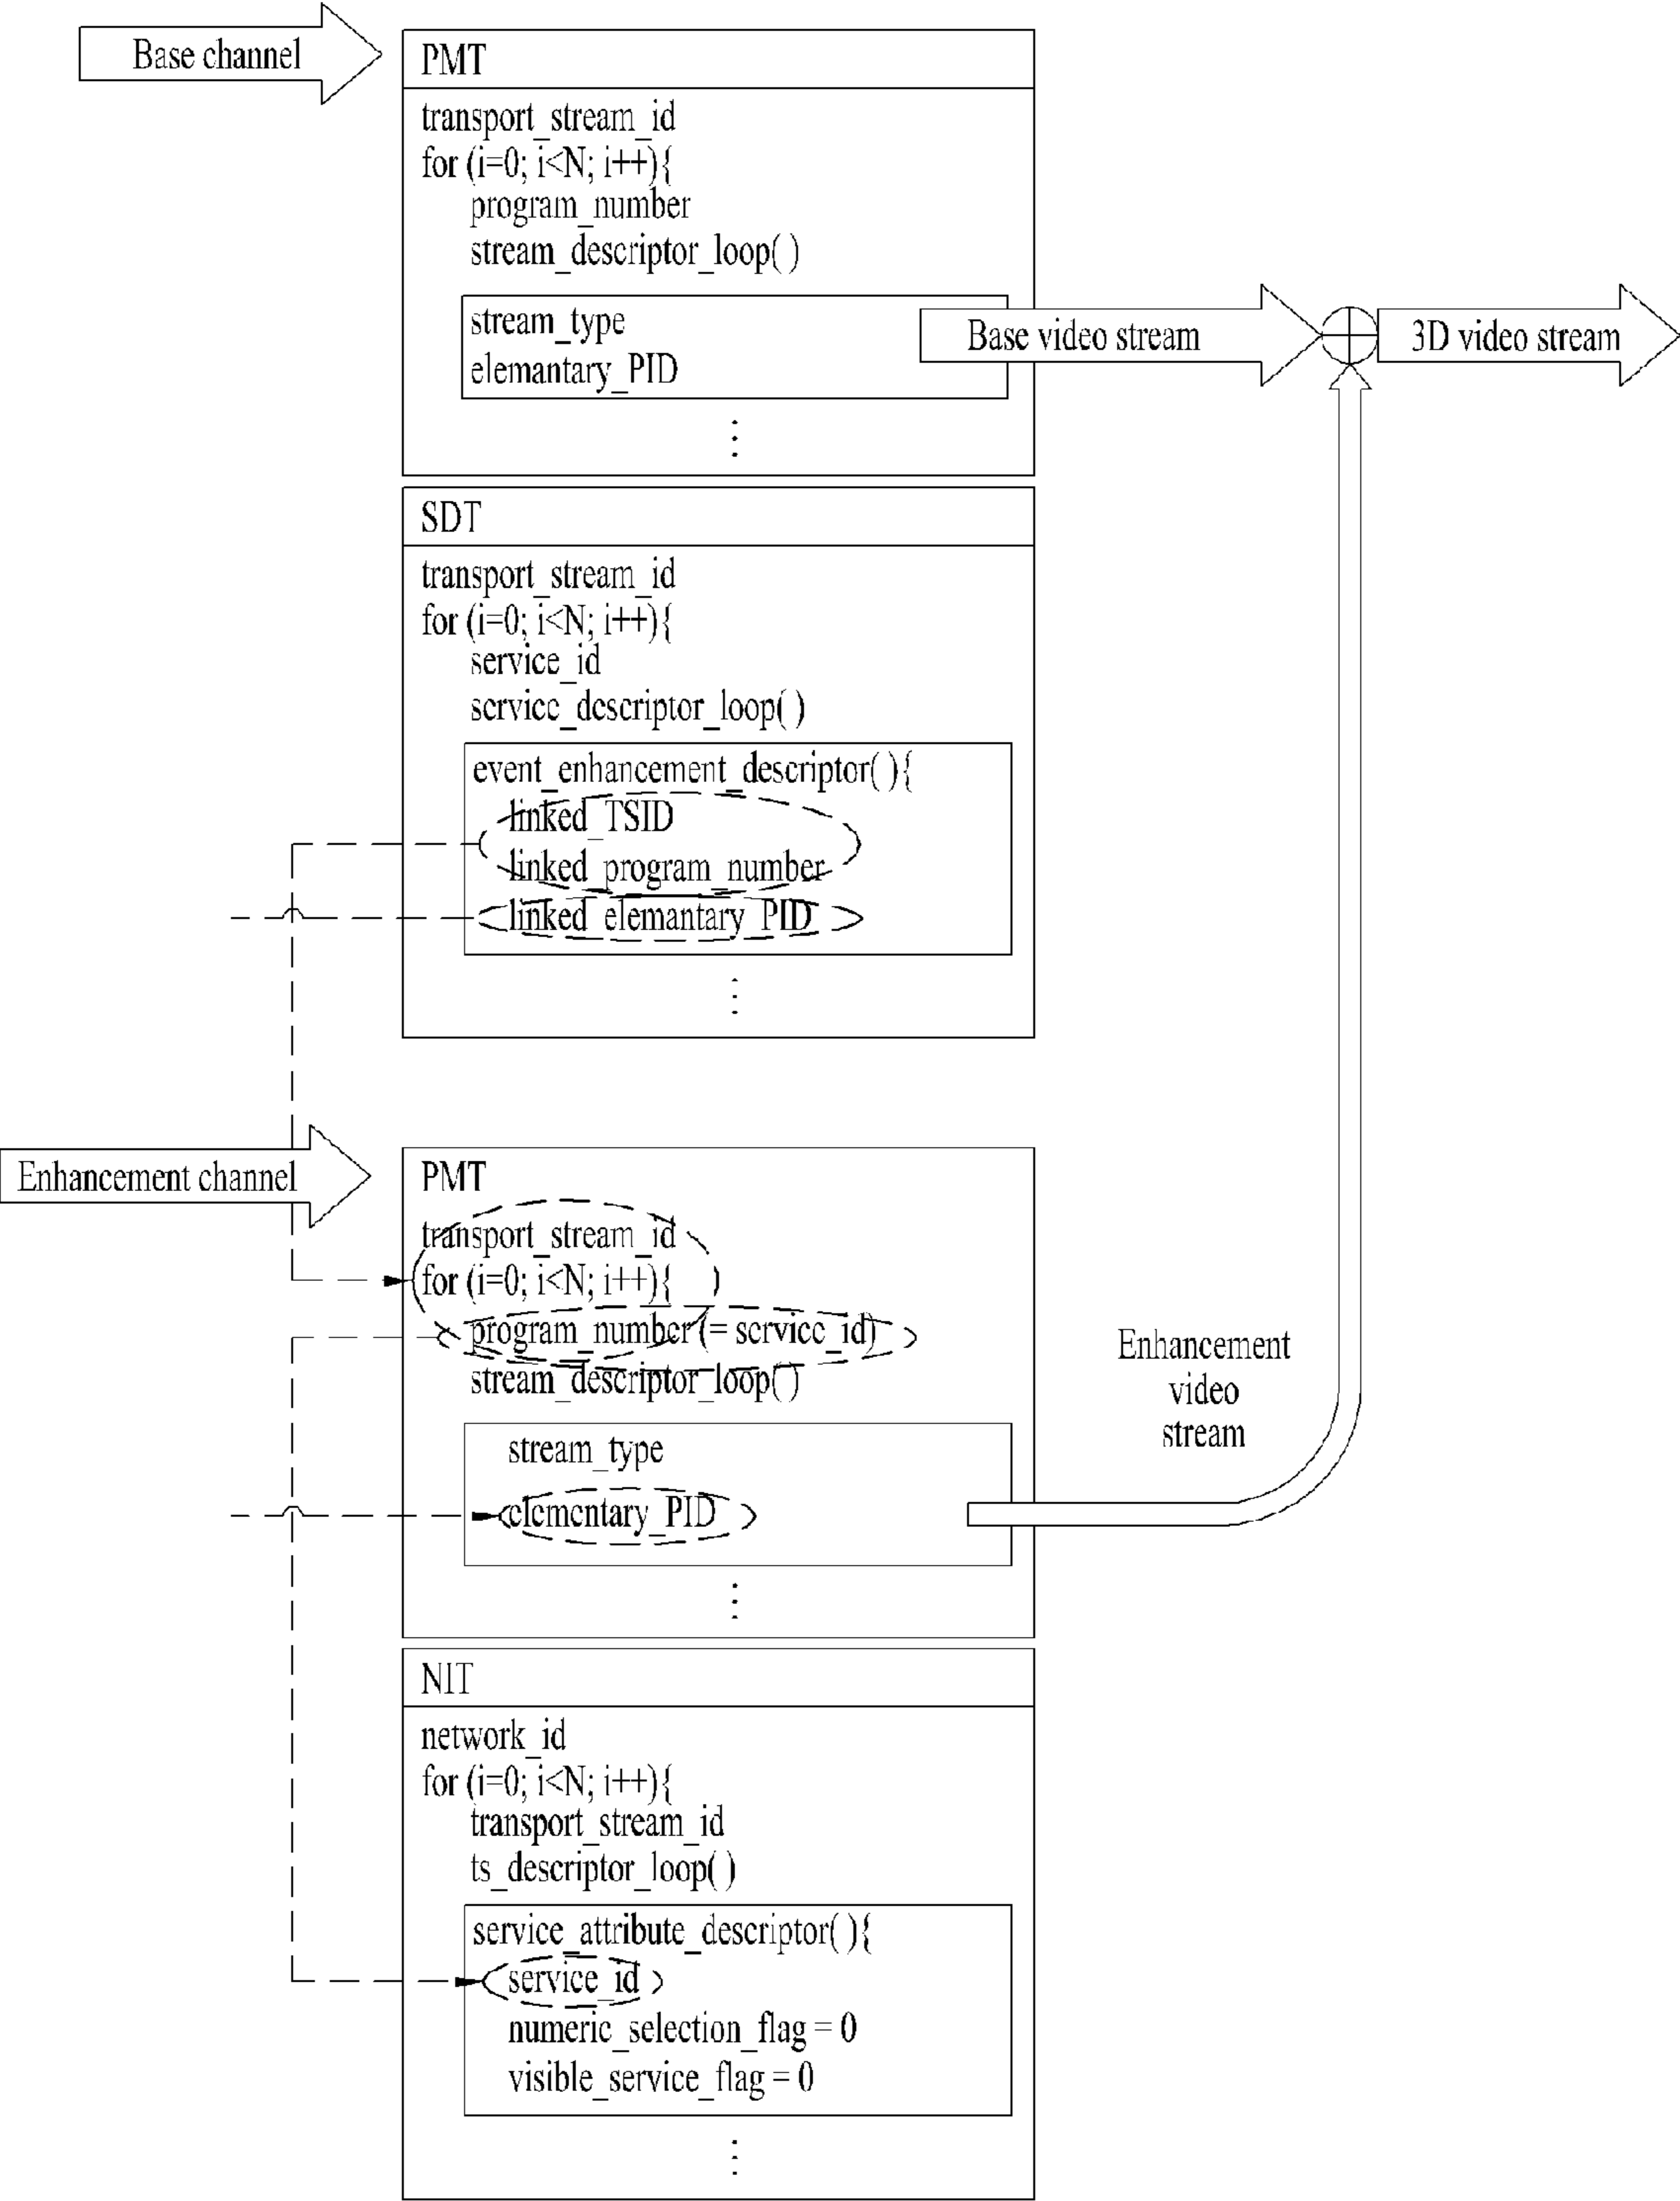 Base channel
PMT
transport_stream_id
for (i=0; i<N; i++){
program_number
stream_descriptor_loop( )
stream_type
elemantary_PID
Base video stream
3D video stream
SDT
transport_stream_id
for (i=0; i<N; i++){
service_id
service_descriptor_loop( )
event_enhancement_descriptor( ){
linked_TSID
linked_program_number
linked_elemantary_PID
Enhancement channel
PMT
transport_stream_id
for (i=0; i<N; i++){
program_number (= service_id)
stream_descriptor_loop( )
stream_type
elementary_PID
Enhancement
video
stream
NIT
network_id
for (i=0; i<N; i++){
transport_stream_id
ts_descriptor_loop( )
service_attribute_descriptor( ){
service_id
numeric_selection_flag = 0
visible_service_flag = 0